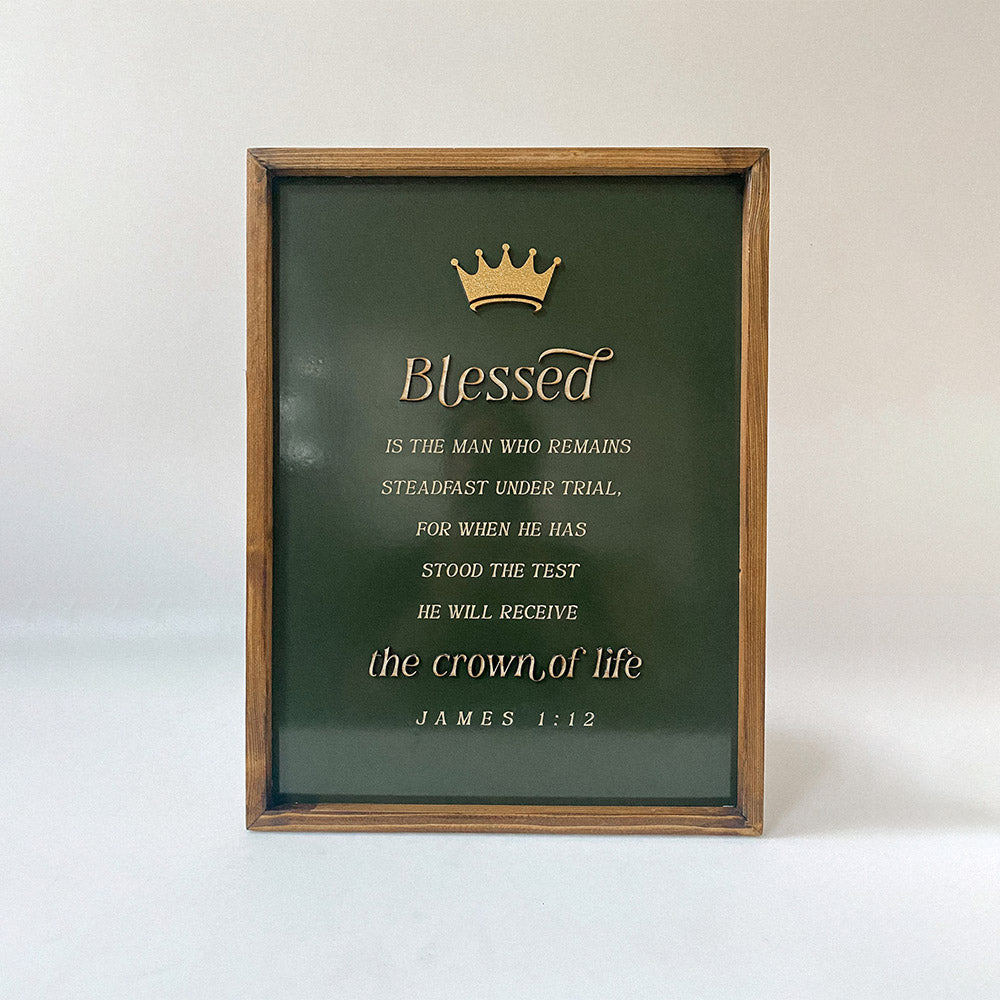 Blessed
IS THE MAN WHO REMAINS
STEADFAST UNDER TRIAL,
FOR WHEN HE HAS
STOOD THE TEST
HE WILL RECEIVE
the crown of life
JAMES 1:12